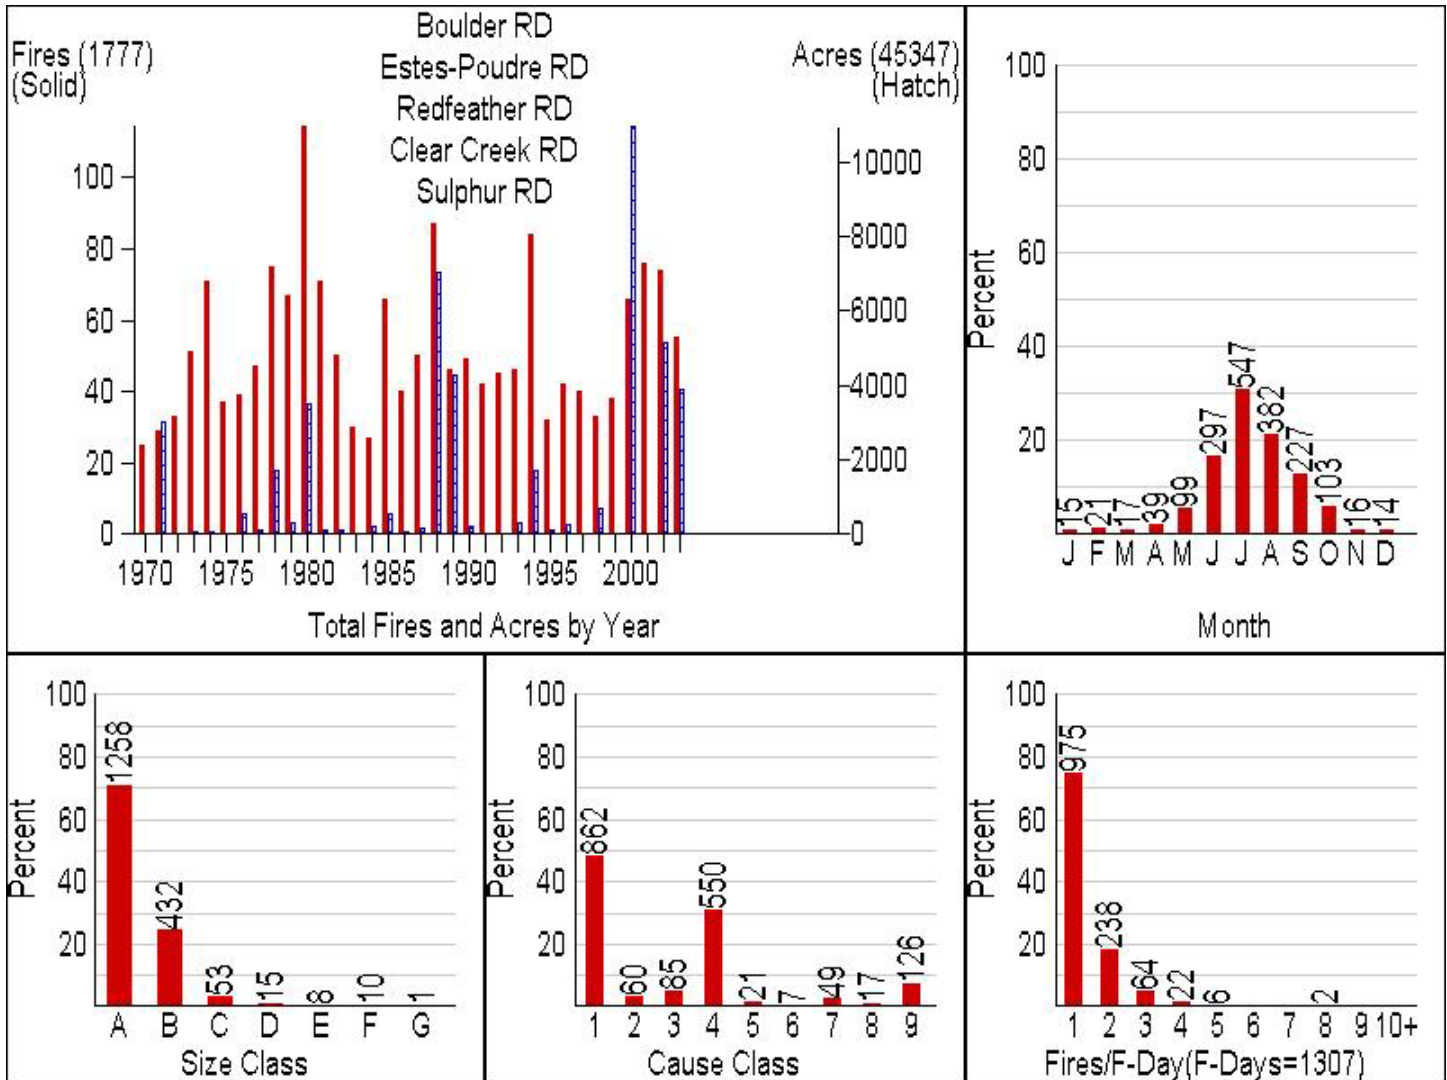 Boulder RD
Estes-Poudre RD
Redfeather RD
Clear Creek RD
Sulphur RD
Fires (1777)
(Solid)
Acres (45347)
(Hatch)
100
80
60
40
20
0
10000
8000
6000
4000
2000
0
1970 1975 1980 1985 1990 1995 2000
Total Fires and Acres by Year
100
80
60
40
20
Percent
15 21 17 39 99 297 547 382 227 103 16 14
J F M A M J J A S O N D
Month
100
80
60
40
20
Percent
1258 432 53 15 8 10 1
A B C D E F G
Size Class
100
80
60
40
20
Percent
862 60 85 550 21 7 49 17 126
1 2 3 4 5 6 7 8 9
Cause Class
100
80
60
40
20
Percent
975 238 64 22 6 2
1 2 3 4 5 6 7 8 9 10+
Fires/F-Day(F-Days=1307)